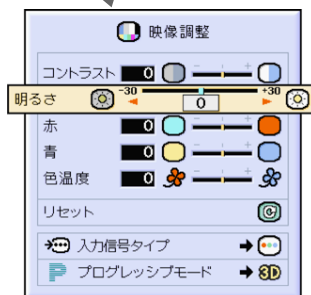 映像調整
コントラスト 0 - +
明るさ -30 0 +30
赤 0 - +
青 0 - +
色温度 0 - +
リセット
入力信号タイプ
P プログレッシブモード 3D